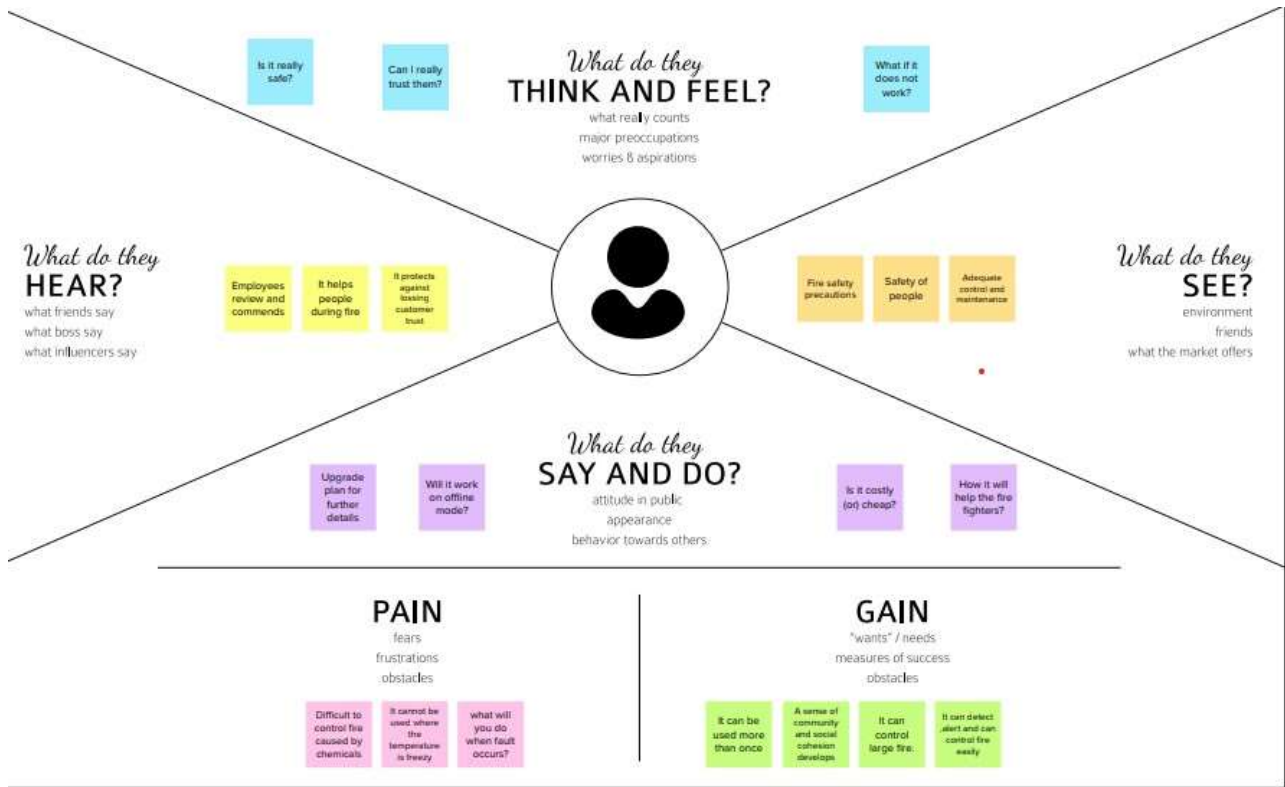 Is it really
safe?
Can I really
trust them?
What do they
THINK AND FEEL?
what really counts
major preoccupations
worries & aspirations
What if it
does not
work?
What do they
HEAR?
what friends say
what boss say
what influencers say
Employees
review and
commends
It helps
people
during fire
It protects
against
lossing
customer
trust
Fire safety
precautions
Safety of
people
Adequate
control and
maintenance
What do they
SEE?
environment
friends
what the market offers
Upgrade
plan for
further
details
Will it work
on offline
mode?
What do they
SAY AND DO?
attitude in public
appearance
behavior towards others
Is it costly
(or) cheap?
How it will
help the fire
fighters?
PAIN
fears
frustrations
obstacles
Difficult to
control fire
caused by
chemicals
It cannot be
used where
the
temperature
is freezy
what will
you do
when fault
occurs?
GAIN
"wants" / needs
measures of success
obstacles
It can be
used more
than once
A sense of
community
and social
cohesion
develops
It can
control
large fire.
It can detect
,alert and can
control fire
easily